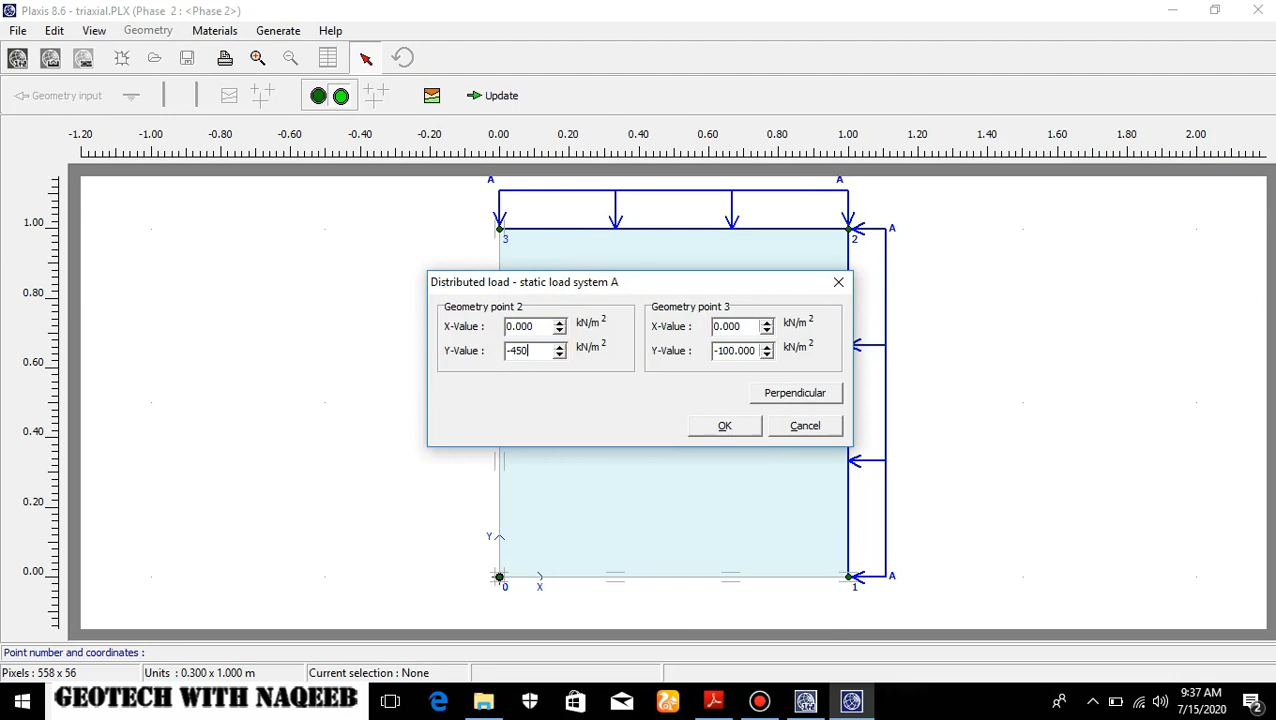 Plaxis 8.6 - triaxial.PLX (Phase 2 : <Phase 2>)
File Edit View Geometry Materials Generate Help
Geometry input Update
-1.20 -1.00 -0.80 -0.60 -0.40 -0.20 0.00 0.20 0.40 0.60 0.80 1.00 1.20 1.40 1.60 1.80 2.00
A A
1.00
3 2 A
Distributed load - static load system A
Geometry point 2 Geometry point 3
0.80
X-Value : 0.000 kN/m 2 X-Value : 0.000 kN/m 2
Y-Value : -450 kN/m 2 Y-Value : -100.000 kN/m 2
0.60
Perpendicular
0.40
OK Cancel
0.20
Y
0.00
A
0 X 1
Point number and coordinates :
Pixels : 558 x 56 Units : 0.300 x 1.000 m Current selection : None
GEOTECH WITH NAQEEB
9:37 AM
7/15/2020
2